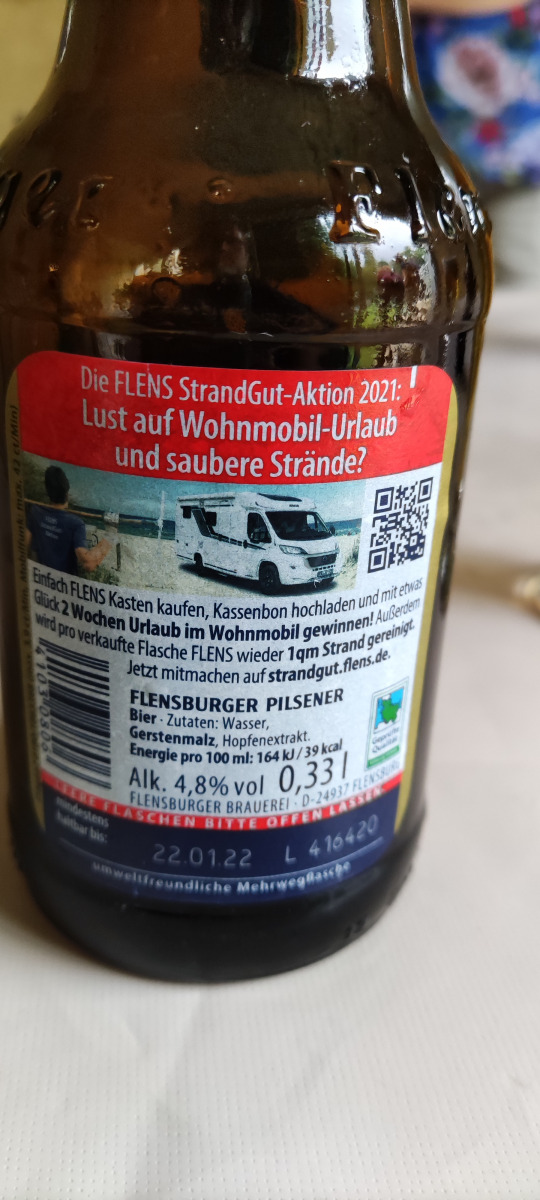 Die FLENS StrandGut-Aktion 2021:
Lust auf Wohnmobil-Urlaub
und saubere Strände?
Einfach FLENS Kasten kaufen, Kassenbon hochladen und mit etwas
Glück 2 Wochen Urlaub im Wohnmobil gewinnen! Außerdem
wird pro verkaufte Flasche FLENS wieder 1qm Strand gereinigt.
Jetzt mitmachen auf strandgut.flens.de.
FLENSBURGER PILSENER
Bier · Zutaten: Wasser,
Gerstenmalz, Hopfenextrakt.
Energie pro 100 ml: 164 kJ / 39 kcal
Alk. 4,8% vol 0,33 l
FLENSBURGER BRAUEREI · D-24937 FLENSBURG
Geprüfte
Qualität
LEERE FLASCHEN BITTE OFFEN LASSEN.
mindestens
haltbar bis:
22.01.22 L 416420
umweltfreundliche Mehrwegflasche